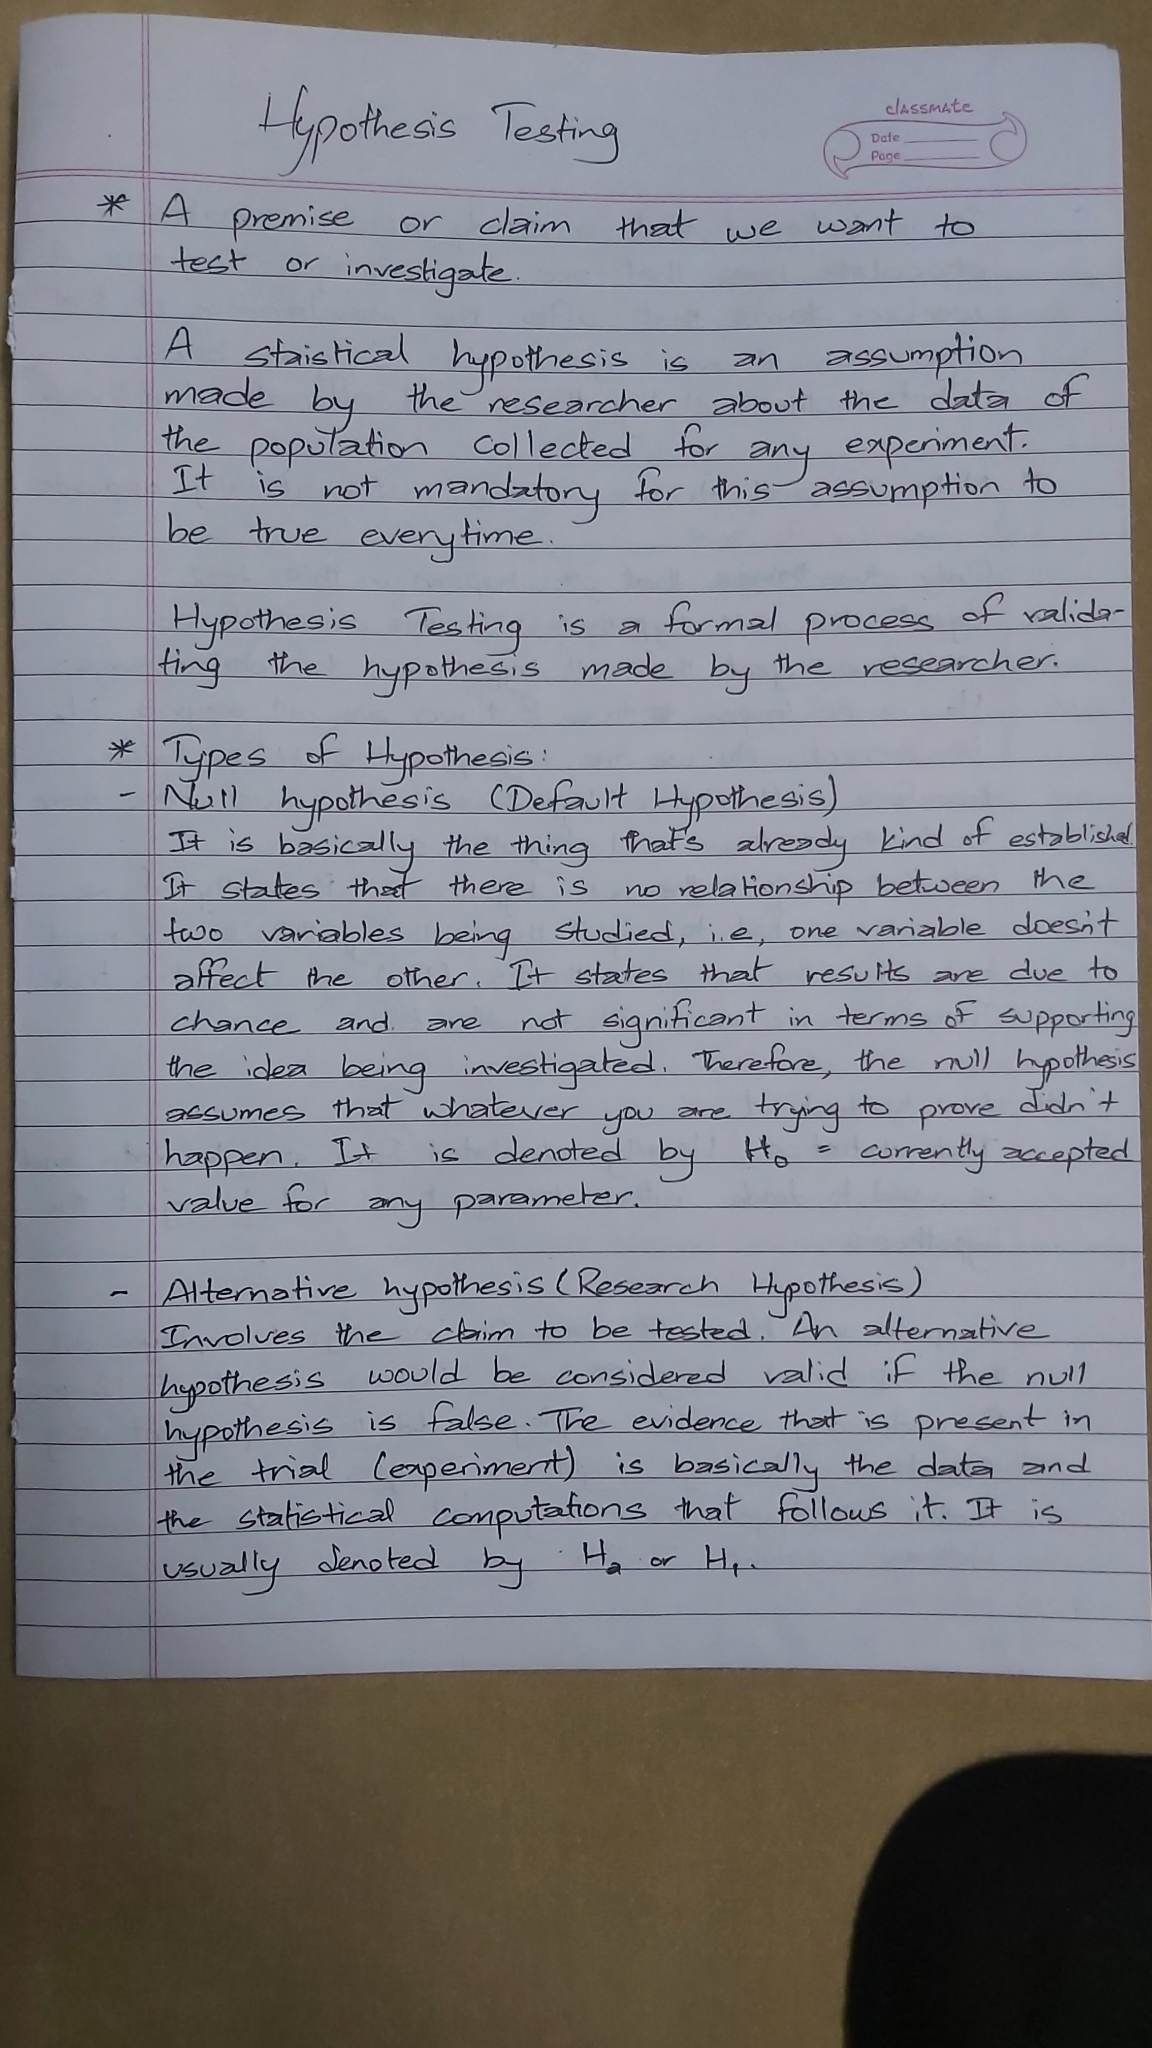 Hypothesis Testing
classmate
Date
Page
* A premise or claim that we want to
test or investigate.
A staistical hypothesis is an assumption
made by the researcher about the data of
the population collected for any experiment.
It is not mandatory for this assumption to
be true everytime.
Hypothesis Testing is a formal process of valida-
ting the hypothesis made by the researcher.
* Types of Hypothesis:
- Null hypothesis (Default Hypothesis)
It is basically the thing that's already kind of established.
It states that there is no relationship between the
two variables being studied, i.e, one variable doesn't
affect the other. It states that results are due to
chance and are not significant in terms of supporting
the idea being investigated. Therefore, the null hypothesis
assumes that whatever you are trying to prove didn't
happen. It is denoted by H₀ = currently accepted
value for any parameter.
- Alternative hypothesis (Research Hypothesis)
Involves the claim to be tested. An alternative
hypothesis would be considered valid if the null
hypothesis is false. The evidence that is present in
the trial (experiment) is basically the data and
the statistical computations that follows it. It is
usually denoted by Hₐ or H₁.